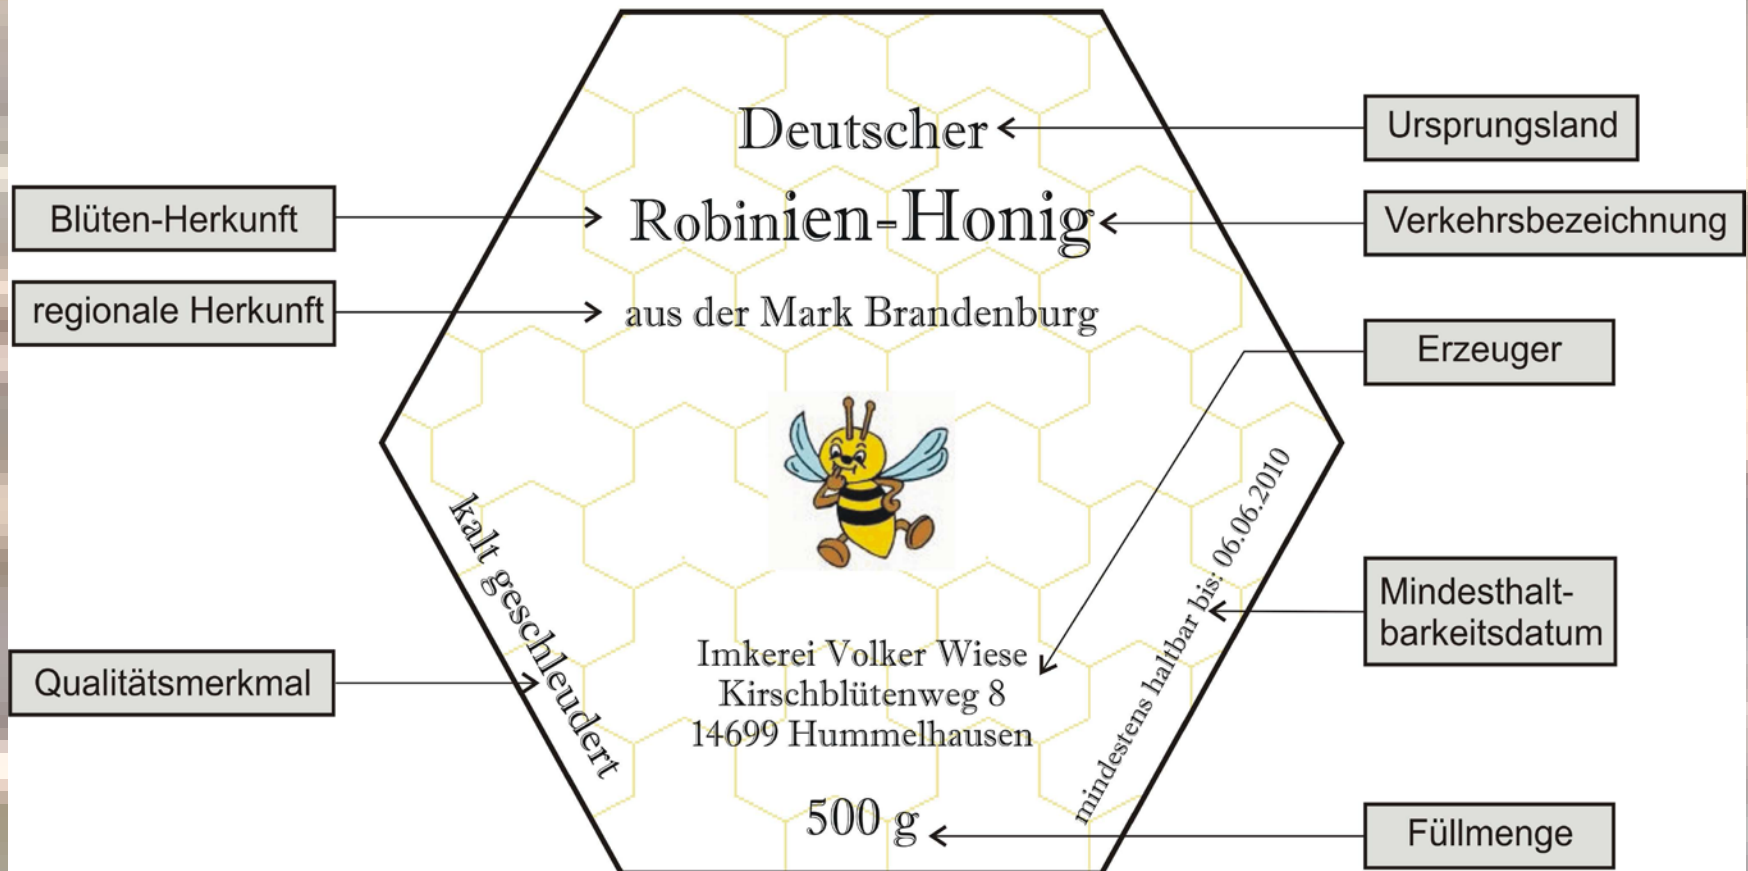 Deutscher
Ursprungsland
Blüten-Herkunft
Robinien-Honig
Verkehrsbezeichnung
regionale Herkunft
aus der Mark Brandenburg
Erzeuger
kalt geschleudert
mindestens haltbar bis: 06.06.2010
Mindesthalt-
barkeitsdatum
Qualitätsmerkmal
Imkerei Volker Wiese
Kirschblütenweg 8
14699 Hummelhausen
500 g
Füllmenge